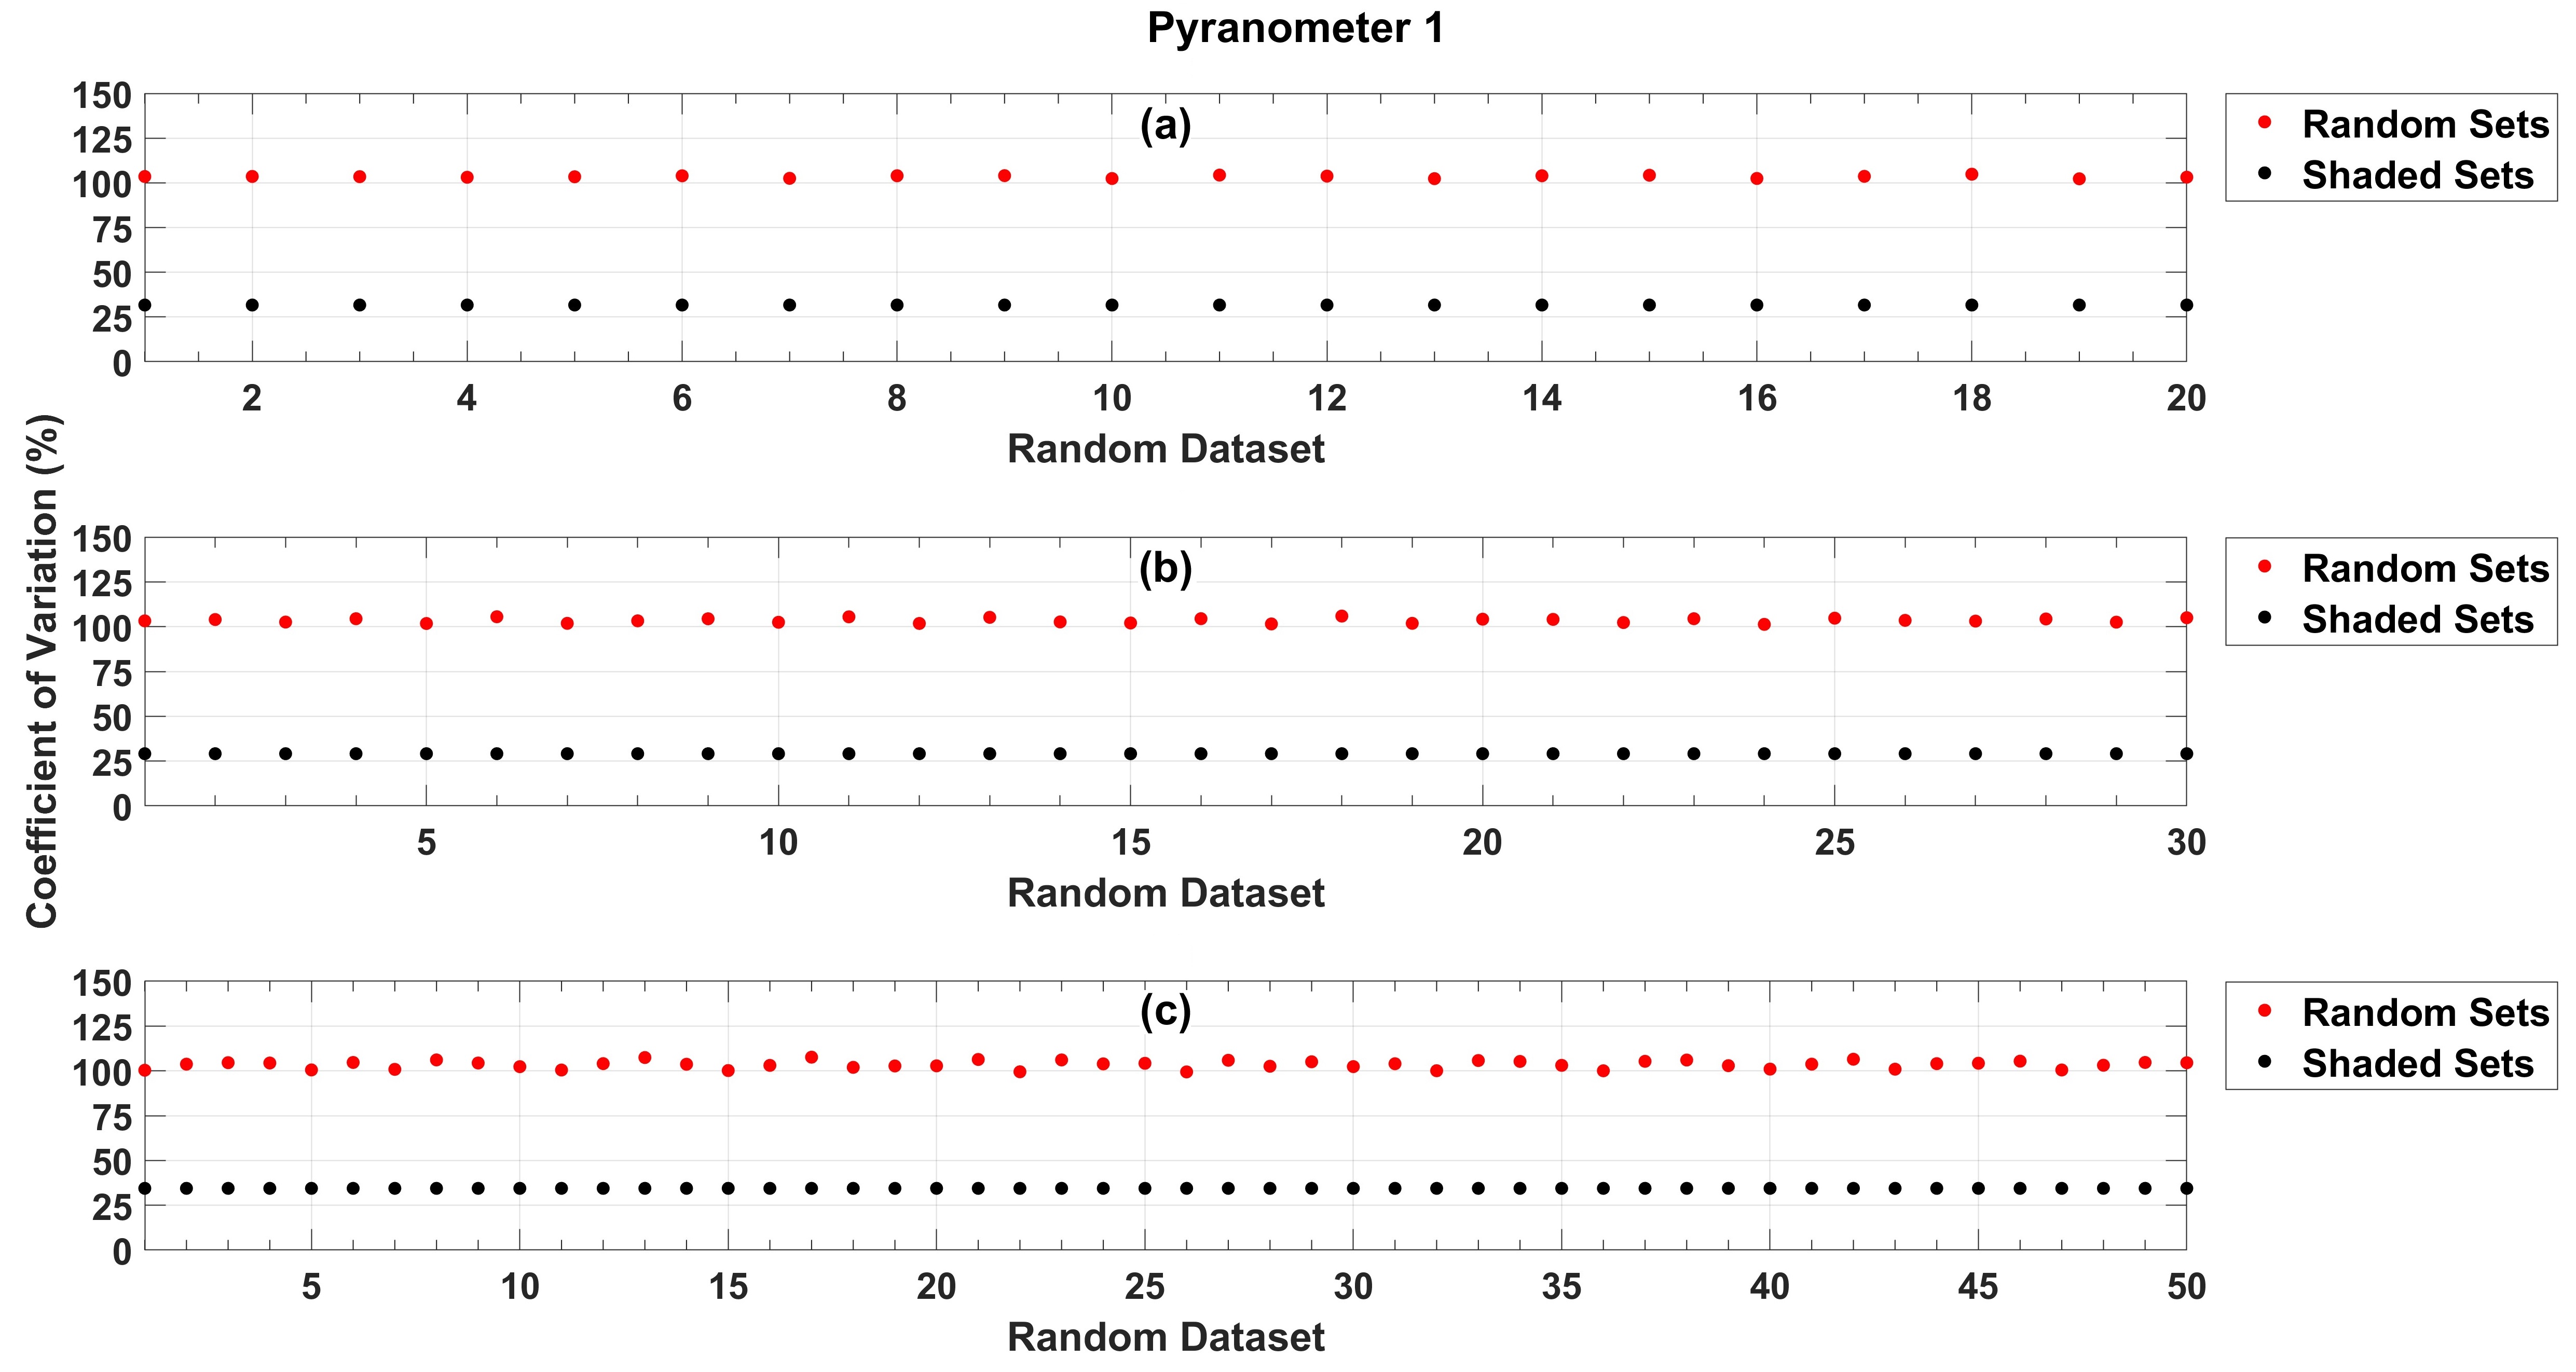 Pyranometer 1
Coefficient of Variation (%)
(a)
150
125
100
75
50
25
0
2 4 6 8 10 12 14 16 18 20
Random Dataset
Random Sets
Shaded Sets
(b)
150
125
100
75
50
25
0
5 10 15 20 25 30
Random Dataset
Random Sets
Shaded Sets
(c)
150
125
100
75
50
25
0
5 10 15 20 25 30 35 40 45 50
Random Dataset
Random Sets
Shaded Sets